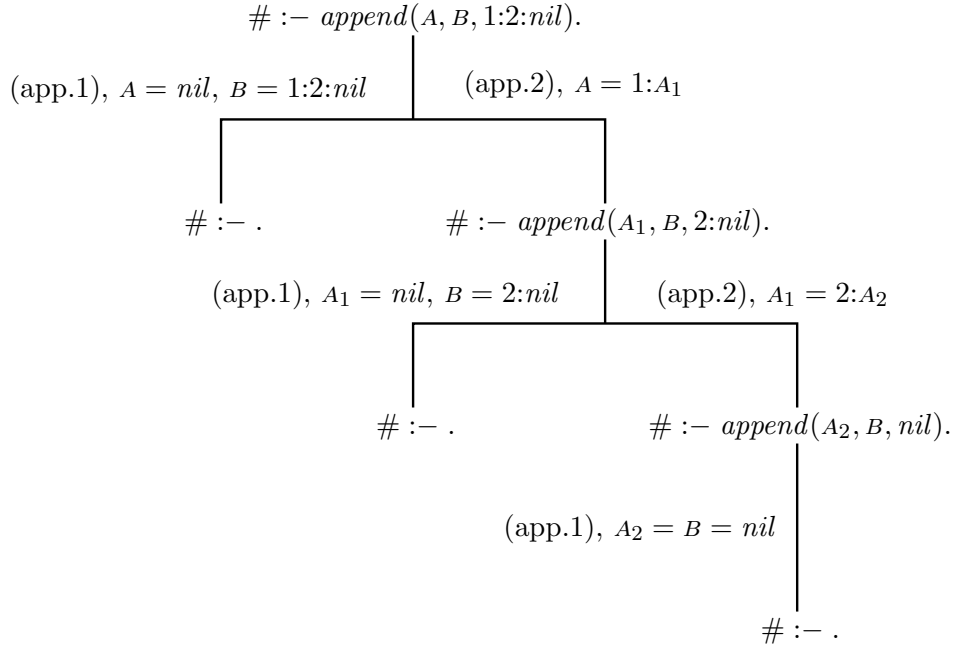 # :− append(A, B, 1:2:nil).
(app.1), A = nil, B = 1:2:nil
(app.2), A = 1:A₁
# :− .
# :− append(A₁, B, 2:nil).
(app.1), A₁ = nil, B = 2:nil
(app.2), A₁ = 2:A₂
# :− .
# :− append(A₂, B, nil).
(app.1), A₂ = B = nil
# :− .